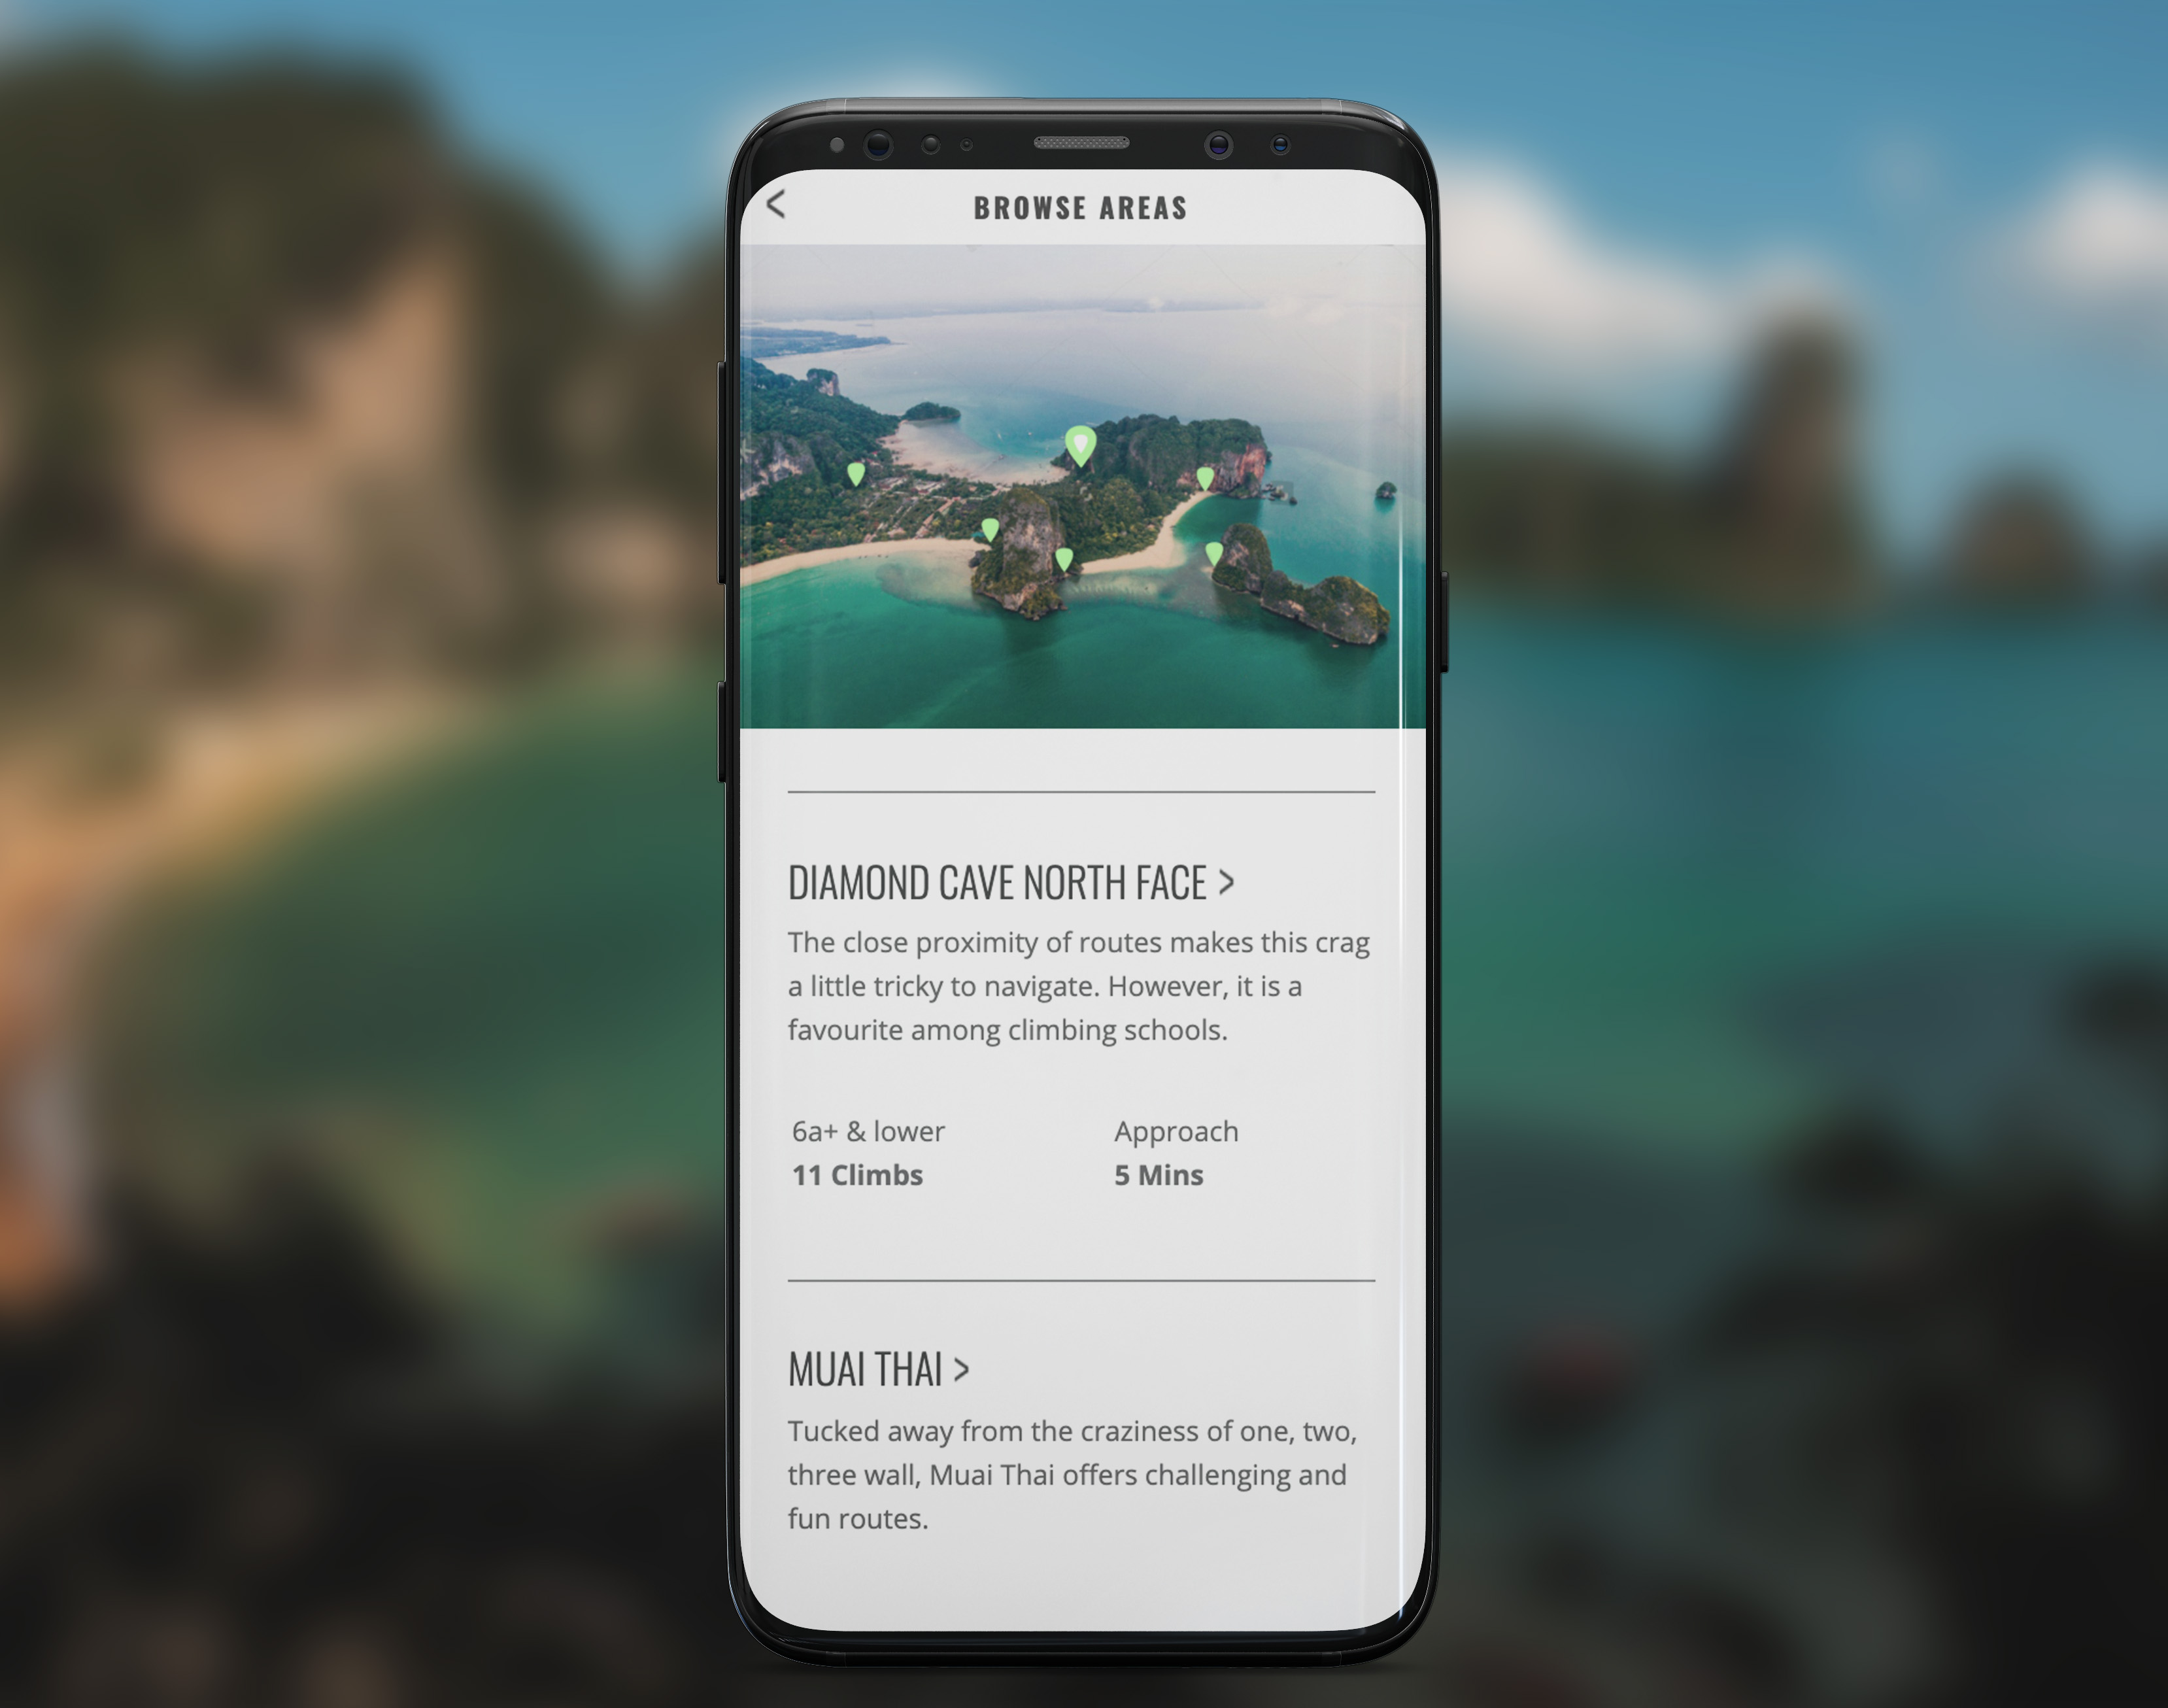 <
BROWSE AREAS
DIAMOND CAVE NORTH FACE >
The close proximity of routes makes this crag
a little tricky to navigate. However, it is a
favourite among climbing schools.
6a+ & lower
11 Climbs
Approach
5 Mins
MUAI THAI >
Tucked away from the craziness of one, two,
three wall, Muai Thai offers challenging and
fun routes.